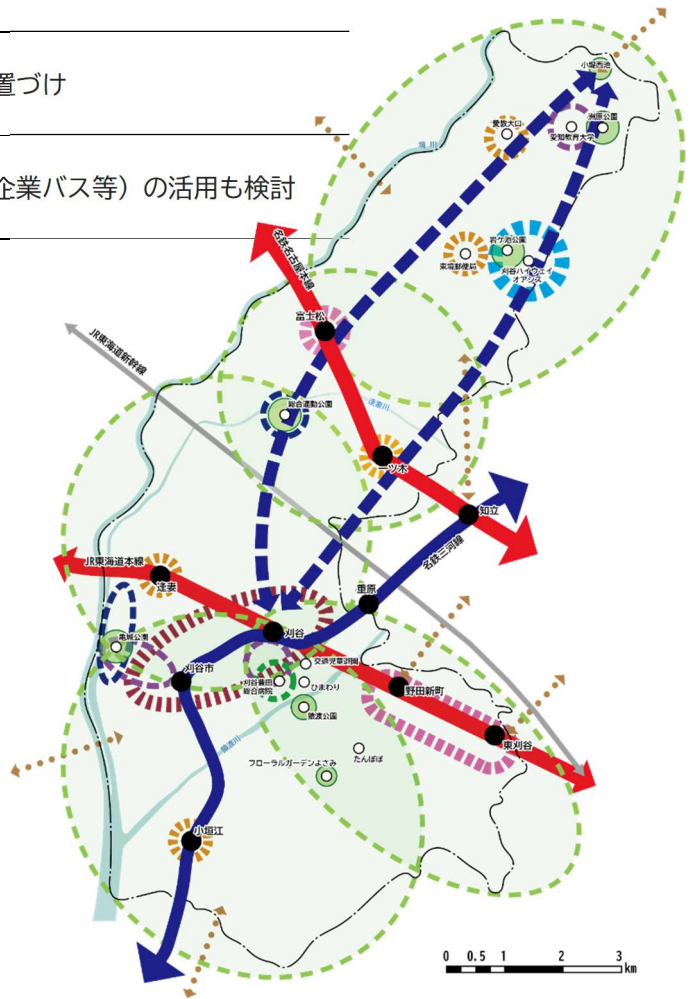 置づけ
企業バス等）の活用も検討
小堤西池
愛教大口
愛知教育大学
洲原公園
境川
名鉄名古屋本線
岩ケ池公園
東境郵便局
刈谷ハイウェイ
オアシス
富士松
JR東海道新幹線
総合運動公園
逢妻川
一ツ木
知立
名鉄三河線
JR東海道本線
逢妻
重原
亀城公園
刈谷
刈谷市
交通児童遊園
刈谷豊田
総合病院
ひまわり
野田新町
猿渡公園
東刈谷
猿渡川
たんぽぽ
フローラルガーデンよさみ
小垣江
0 0.5 1 2 3
km